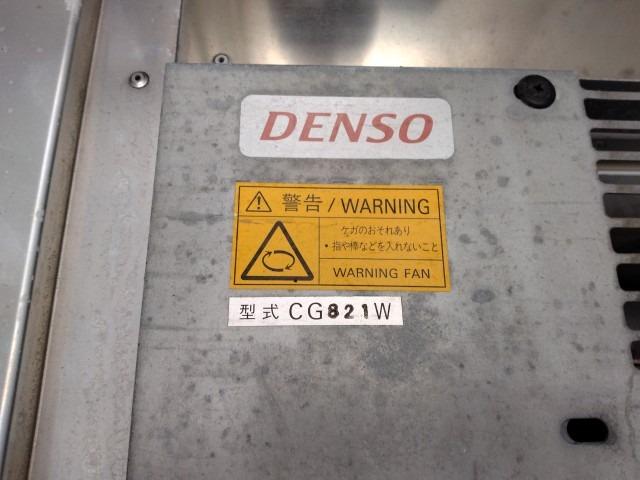 DENSO
警告/WARNING
ケガのおそれあり
・指や棒などを入れないこと
WARNING FAN
型式 CG821W